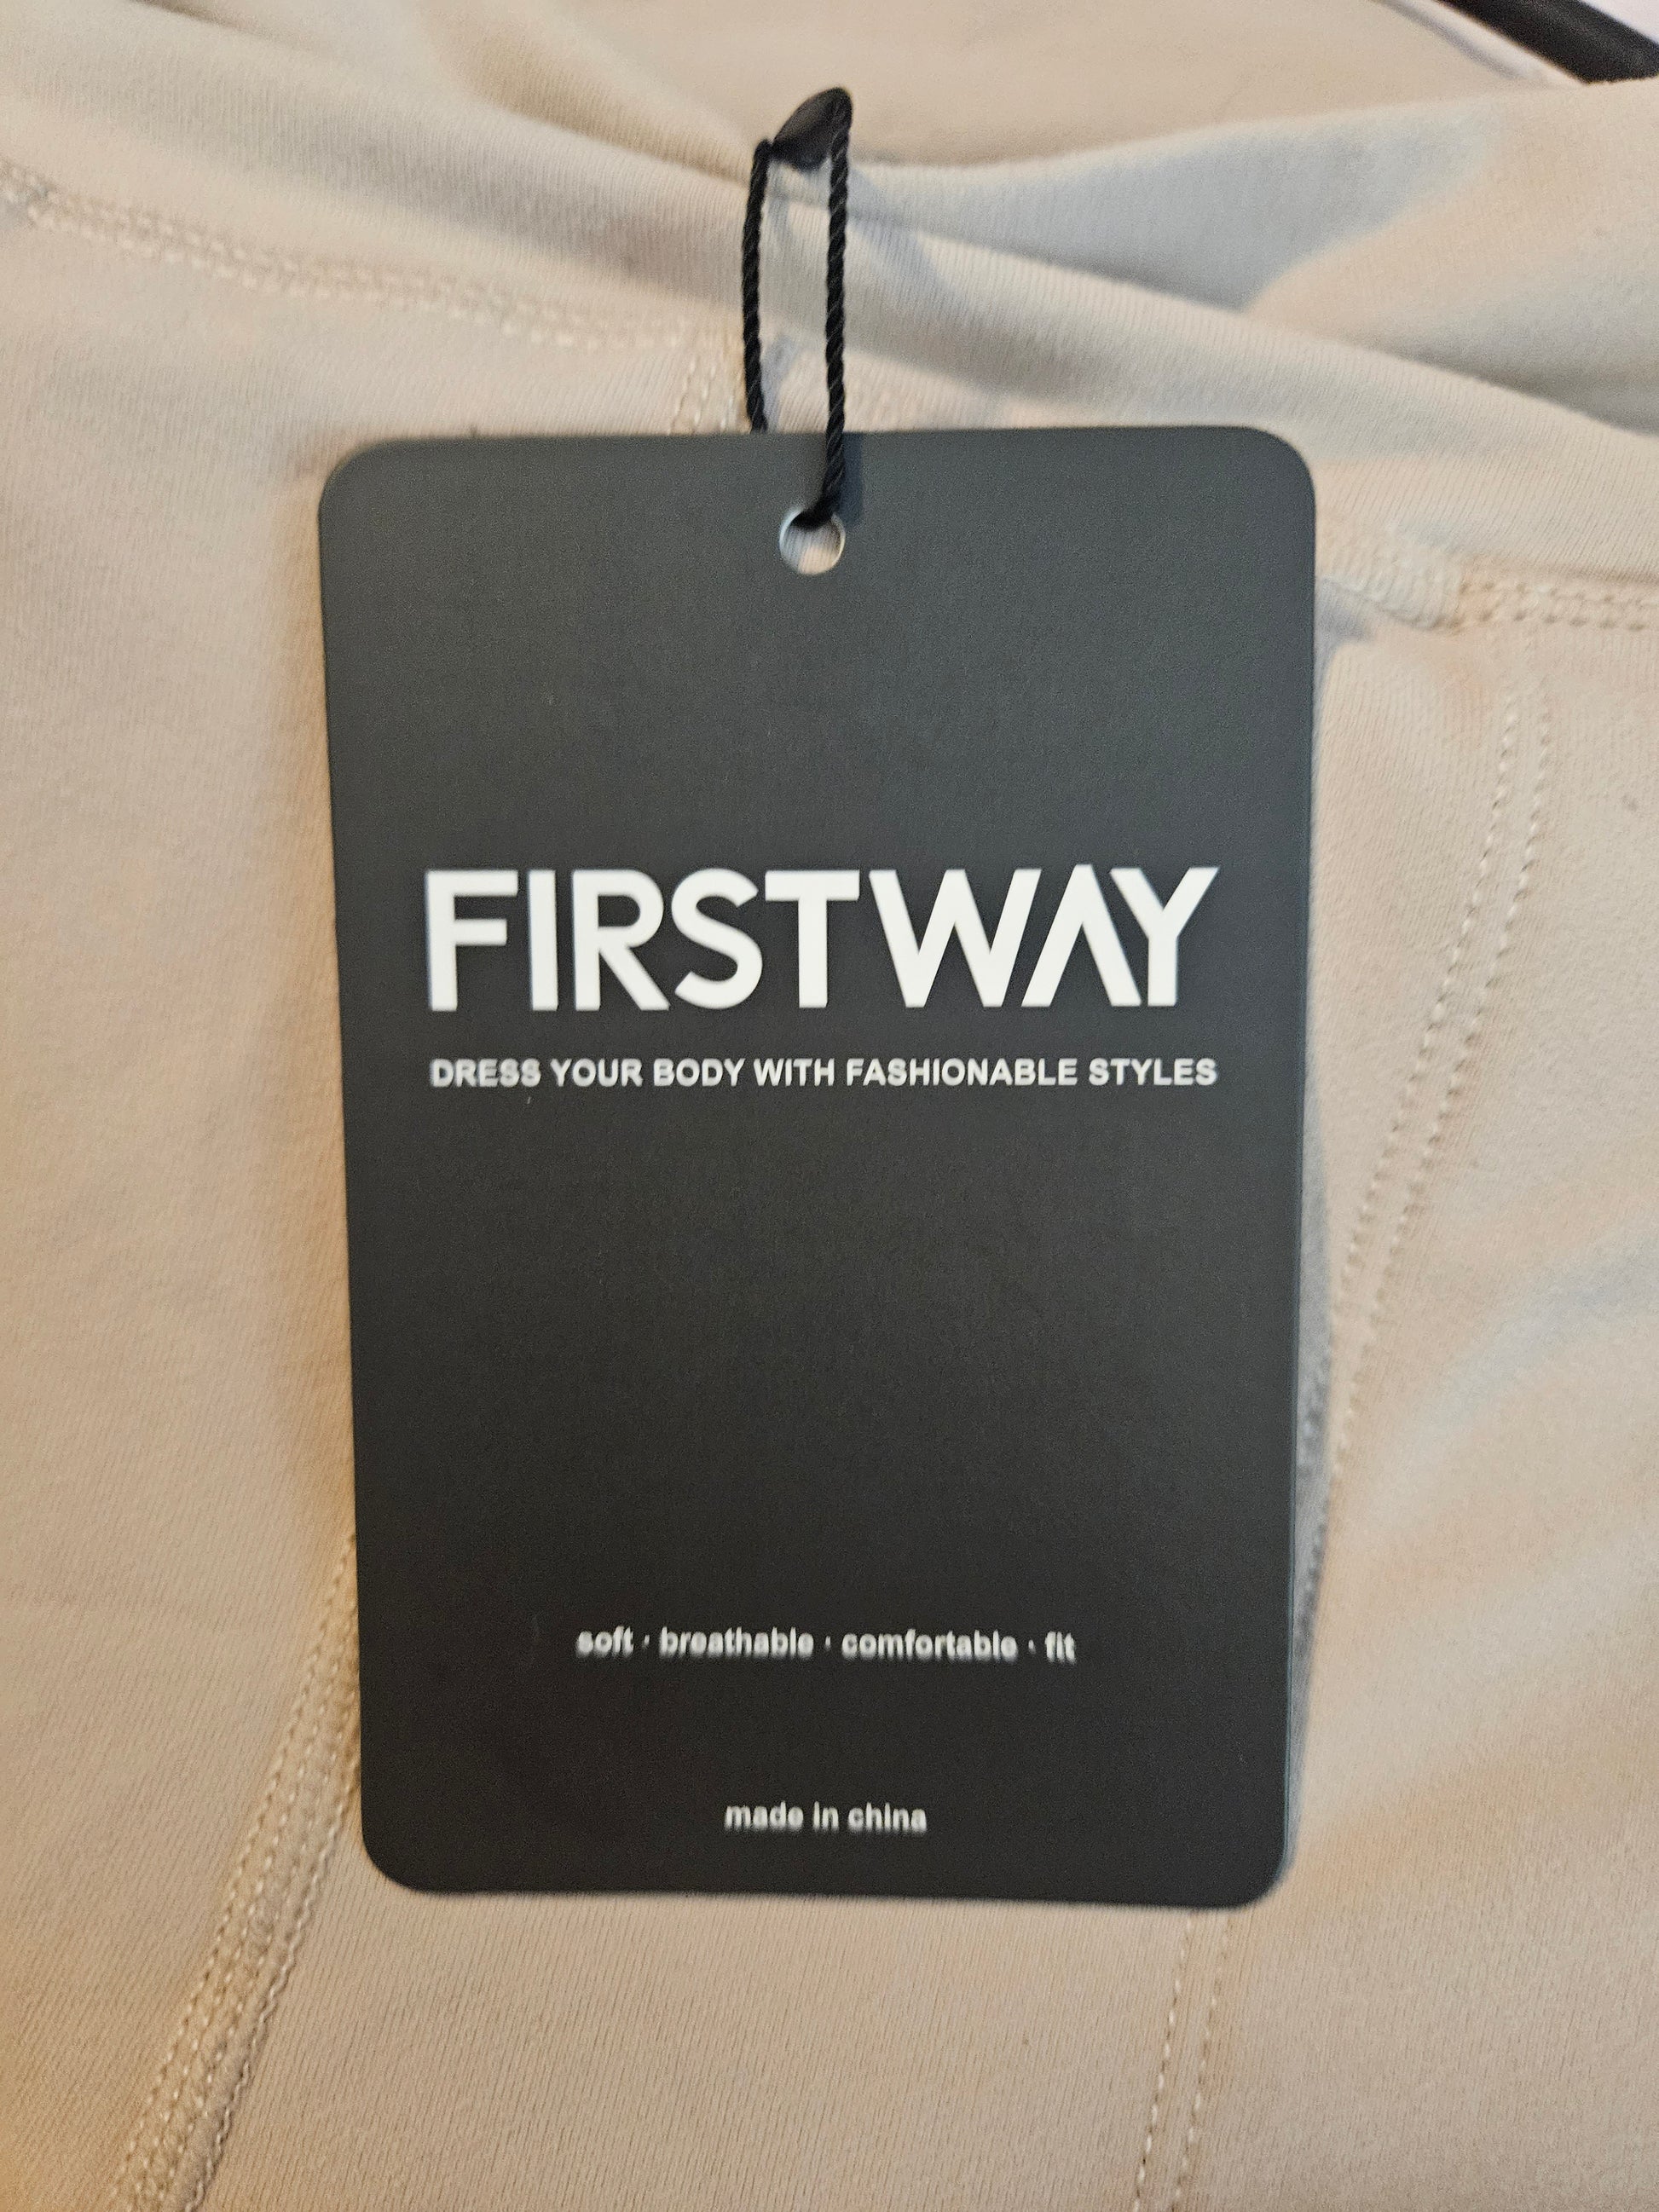 FIRSTWAY
DRESS YOUR BODY WITH FASHIONABLE STYLES
soft · breathable · comfortable · fit
made in china